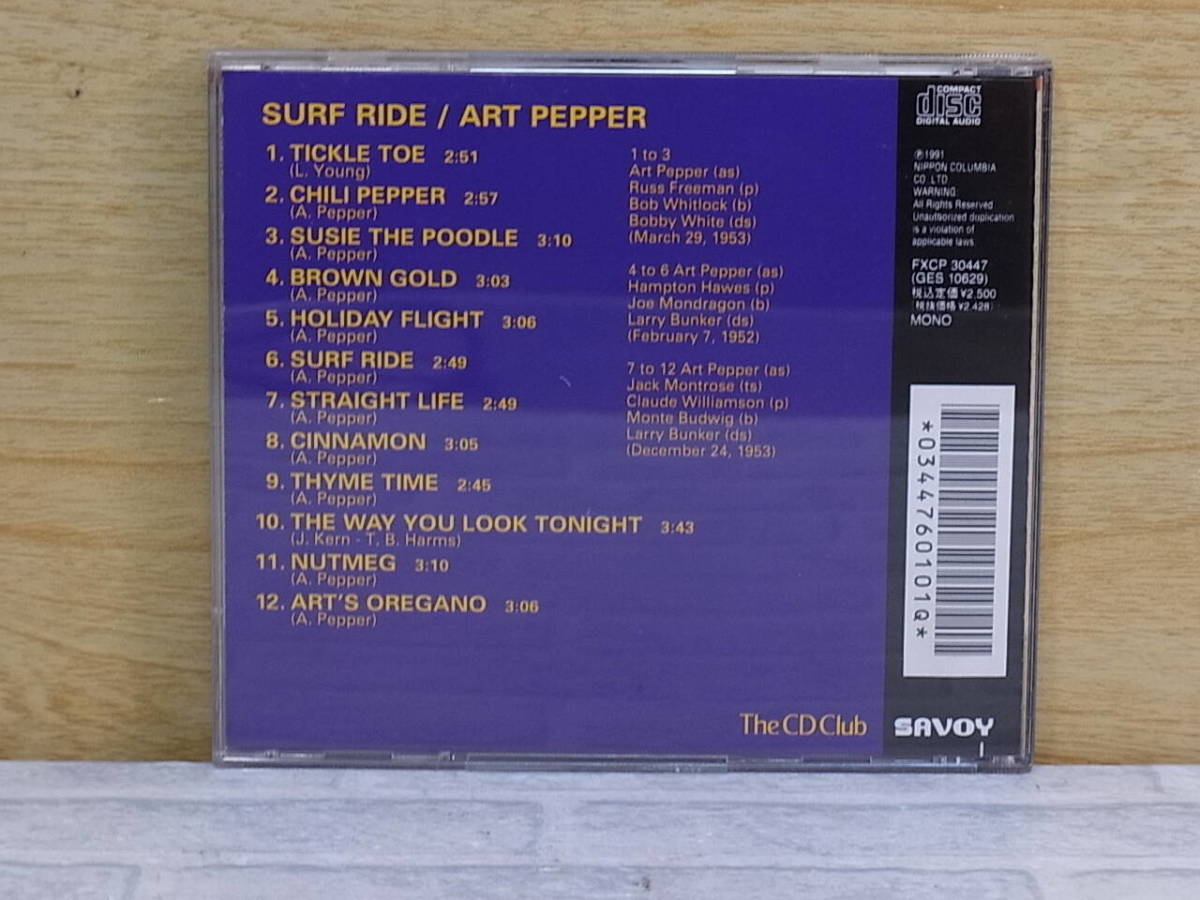 SURF RIDE / ART PEPPER
1. TICKLE TOE 2:51
(L. Young)
2. CHILI PEPPER 2:57
(A. Pepper)
3. SUSIE THE POODLE 3:10
(A. Pepper)
4. BROWN GOLD 3:03
(A. Pepper)
5. HOLIDAY FLIGHT 3:06
(A. Pepper)
6. SURF RIDE 2:49
(A. Pepper)
7. STRAIGHT LIFE 2:49
(A. Pepper)
8. CINNAMON 3:05
(A. Pepper)
9. THYME TIME 2:45
(A. Pepper)
10. THE WAY YOU LOOK TONIGHT 3:43
(J. Kern - T. B. Harms)
11. NUTMEG 3:10
(A. Pepper)
12. ART'S OREGANO 3:06
(A. Pepper)
1 to 3
Art Pepper (as)
Russ Freeman (p)
Bob Whitlock (b)
Bobby White (ds)
(March 29, 1953)
4 to 6 Art Pepper (as)
Hampton Hawes (p)
Joe Mondragon (b)
Larry Bunker (ds)
(February 7, 1952)
7 to 12 Art Pepper (as)
Jack Montrose (ts)
Claude Williamson (p)
Monte Budwig (b)
Larry Bunker (ds)
(December 24, 1953)
The CD Club
COMPACT
disc
DIGITAL AUDIO
Ⓟ1991
NIPPON COLUMBIA
CO. LTD.
WARNING:
All Rights Reserved.
Unauthorized duplication
is a violation of
applicable laws.
FXCP 30447
(GES 10629)
税込定価¥2,500
(税抜価格¥2,428)
MONO
*0344760101Q*
SAVOY